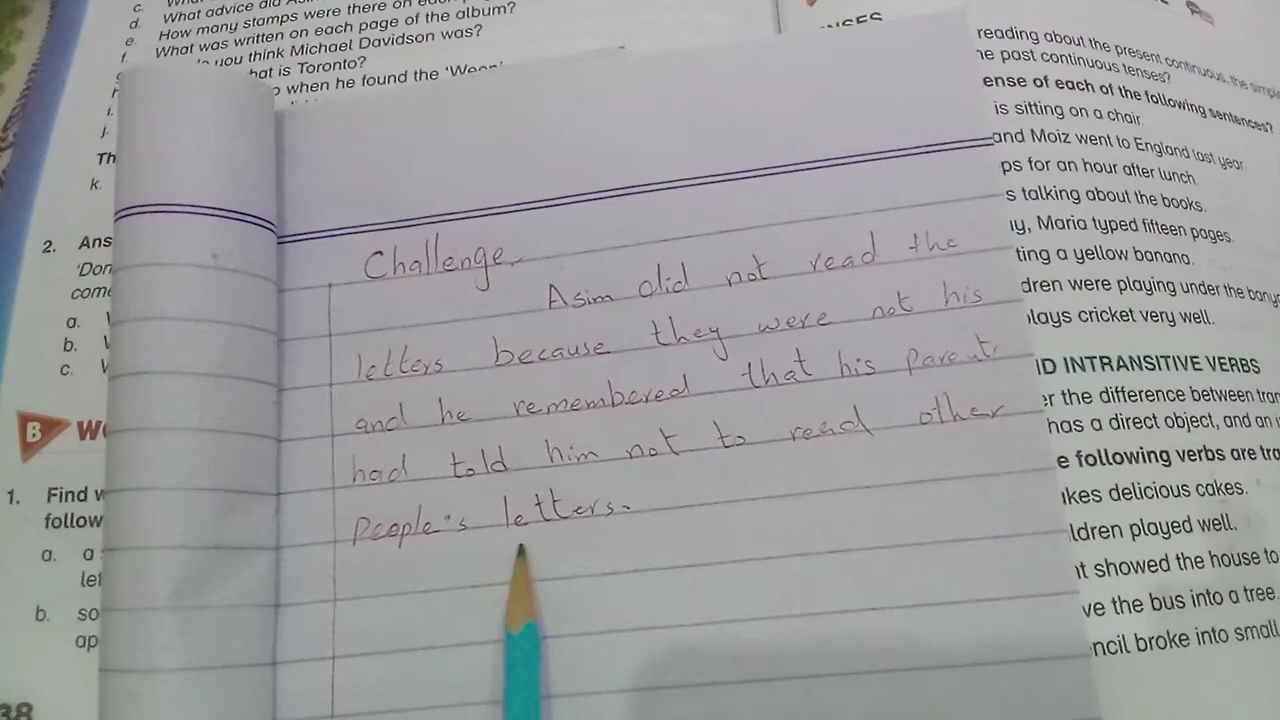 c.
d. What advice did
e. How many stamps were there on
f. What was written on each page of the album?
you think Michael Davidson was?
hat is Toronto?
when he found the
i.
j.
Th
k.
2. Ans
'Don
come
a.
b.
c.
B W
1. Find w
follow
a. a
let
b. so
ap
38
Challenge.
Asim did not read the
letters because they were not his
and he remembered that his parents
had told him not to read other
People's letters.
reading about the present continuous, the simple
he past continuous tenses?
ense of each of the following sentences?
is sitting on a chair.
and Moiz went to England last year.
ps for an hour after lunch.
s talking about the books.
ly, Maria typed fifteen pages.
ting a yellow banana.
dren were playing under the bany
lays cricket very well.
ID INTRANSITIVE VERBS
er the difference between tran
has a direct object, and an i
e following verbs are tra
kes delicious cakes.
ldren played well.
nt showed the house to
ve the bus into a tree.
ncil broke into small